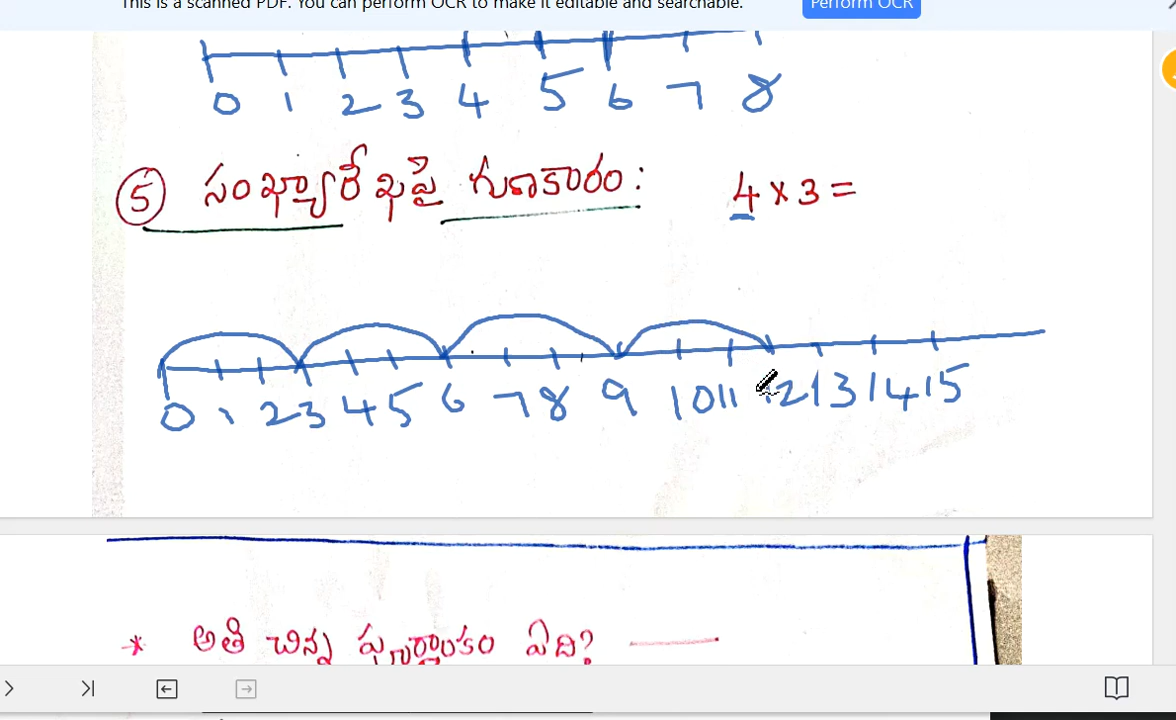 This is a scanned PDF. You can perform OCR to make it editable and searchable. Perform OCR
0 1 2 3 4 5 6 7 8
5 సంఖ్యారేఖపై గుణకారం: 4 × 3 =
0 1 2 3 4 5 6 7 8 9 10 11 12 13 14 15
* అతి చిన్న పూర్ణాంకం ఏది?